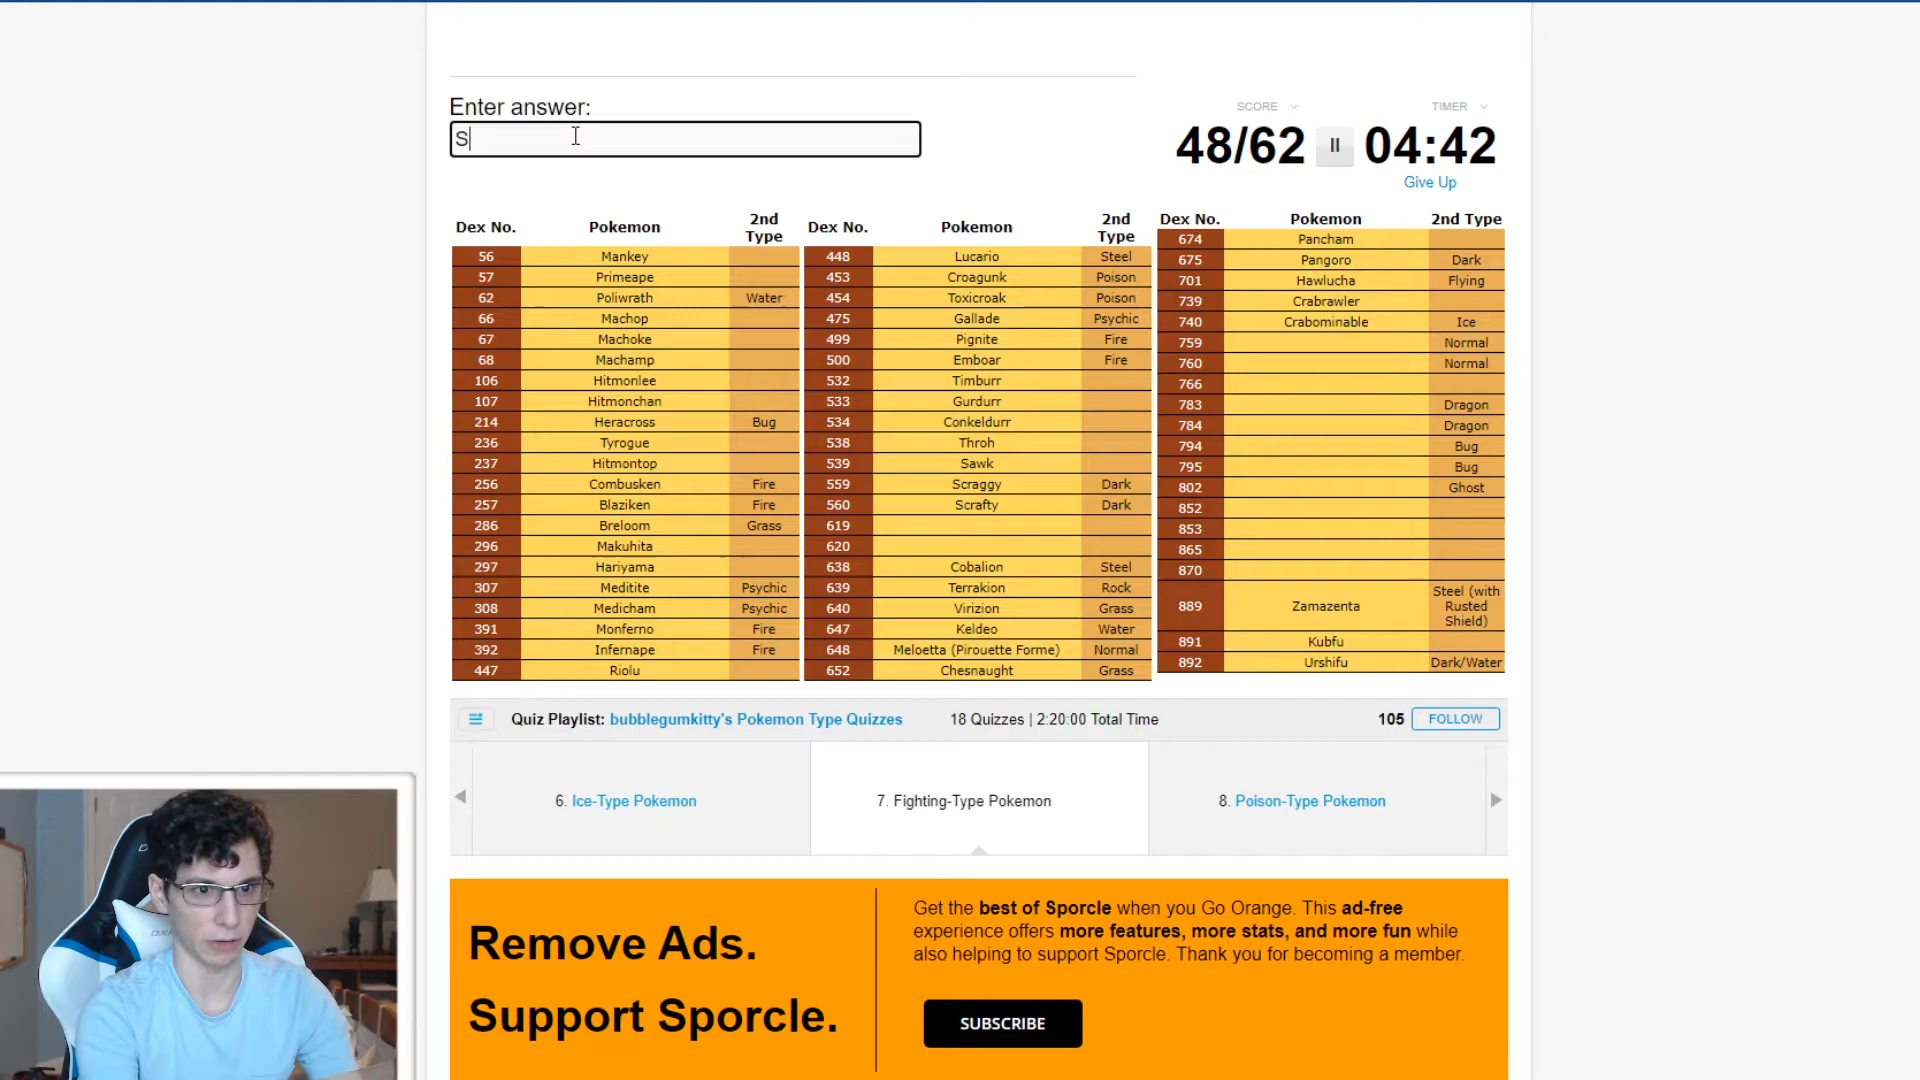 Enter answer:
S
SCORE
TIMER
48/62
04:42
Give Up
Dex No. Pokemon 2nd Type
56 Mankey
57 Primeape
62 Poliwrath Water
66 Machop
67 Machoke
68 Machamp
106 Hitmonlee
107 Hitmonchan
214 Heracross Bug
236 Tyrogue
237 Hitmontop
256 Combusken Fire
257 Blaziken Fire
286 Breloom Grass
296 Makuhita
297 Hariyama
307 Meditite Psychic
308 Medicham Psychic
391 Monferno Fire
392 Infernape Fire
447 Riolu
Dex No. Pokemon 2nd Type
448 Lucario Steel
453 Croagunk Poison
454 Toxicroak Poison
475 Gallade Psychic
499 Pignite Fire
500 Emboar Fire
532 Timburr
533 Gurdurr
534 Conkeldurr
538 Throh
539 Sawk
559 Scraggy Dark
560 Scrafty Dark
619
620
638 Cobalion Steel
639 Terrakion Rock
640 Virizion Grass
647 Keldeo Water
648 Meloetta (Pirouette Forme) Normal
652 Chesnaught Grass
Dex No. Pokemon 2nd Type
674 Pancham
675 Pangoro Dark
701 Hawlucha Flying
739 Crabrawler
740 Crabominable Ice
759 Normal
760 Normal
766
783 Dragon
784 Dragon
794 Bug
795 Bug
802 Ghost
852
853
865
870
889 Zamazenta Steel (with Rusted Shield)
891 Kubfu
892 Urshifu Dark/Water
Quiz Playlist: bubblegumkitty's Pokemon Type Quizzes 18 Quizzes | 2:20:00 Total Time 105 FOLLOW
6. Ice-Type Pokemon
7. Fighting-Type Pokemon
8. Poison-Type Pokemon
Remove Ads.
Support Sporcle.
Get the best of Sporcle when you Go Orange. This ad-free
experience offers more features, more stats, and more fun while
also helping to support Sporcle. Thank you for becoming a member.
SUBSCRIBE